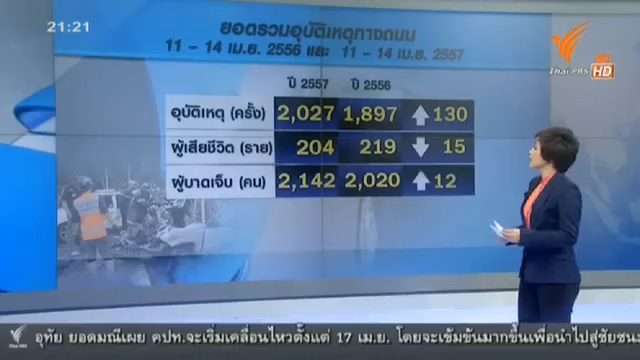 21:21
ยอดรวมอุบัติเหตุทางถนน
11 - 14 เม.ย. 2556 และ 11 - 14 เม.ย. 2557
ThaiPBS HD
ปี 2557 ปี 2556
อุบัติเหตุ (ครั้ง) 2,027 1,897 130
ผู้เสียชีวิต (ราย) 204 219 15
ผู้บาดเจ็บ (คน) 2,142 2,020 12
ThaiPBS อุทัย ยอดมณีเผย คปท.จะเริ่มเคลื่อนไหวตั้งแต่ 17 เม.ย. โดยจะเข้มข้นมากขึ้นเพื่อนำไปสู่ชัยชน